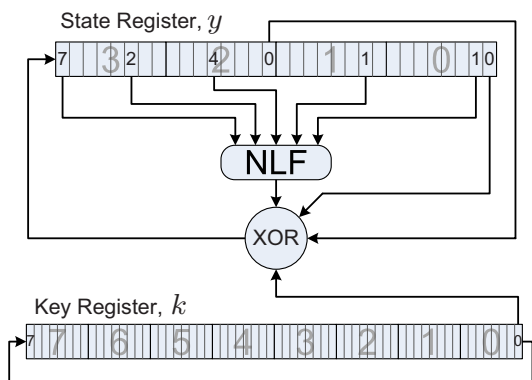 State Register, y
7 3 2 4 2 0 1 1 0 1 0
NLF
XOR
Key Register, k
7 7 6 5 4 3 2 1 0 0